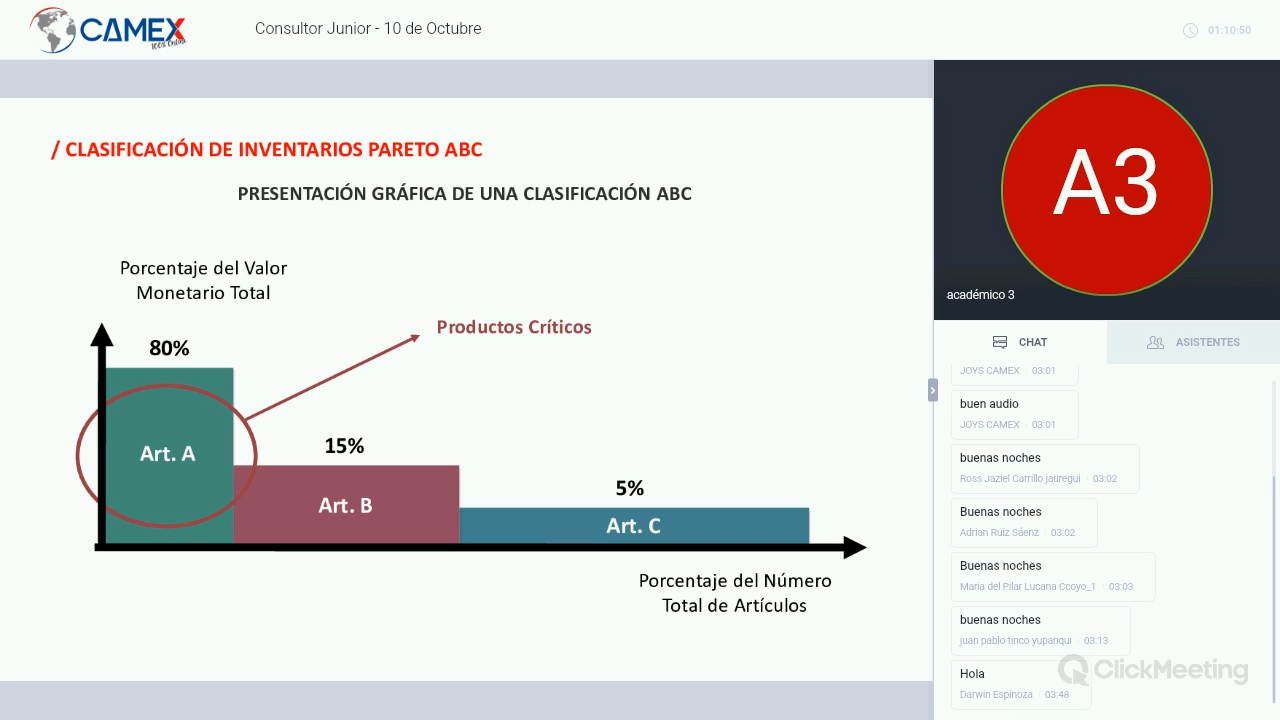 CAMEX
100% Online
Consultor Junior - 10 de Octubre
01:10:50
/ CLASIFICACIÓN DE INVENTARIOS PARETO ABC
PRESENTACIÓN GRÁFICA DE UNA CLASIFICACIÓN ABC
Porcentaje del Valor
Monetario Total
Productos Críticos
80%
Art. A
15%
Art. B
5%
Art. C
Porcentaje del Número
Total de Artículos
A3
académico 3
CHAT
ASISTENTES
JOYS CAMEX 03:01
buen audio
JOYS CAMEX 03:01
buenas noches
Ross Jaziel Carrillo jauregui 03:02
Buenas noches
Adrian Ruiz Sáenz 03:02
Buenas noches
Maria del Pilar Lucana Ccoyo_1 03:03
buenas noches
juan pablo tinco yupanqui 03:13
Hola
Darwin Espinoza 03:48
ClickMeeting